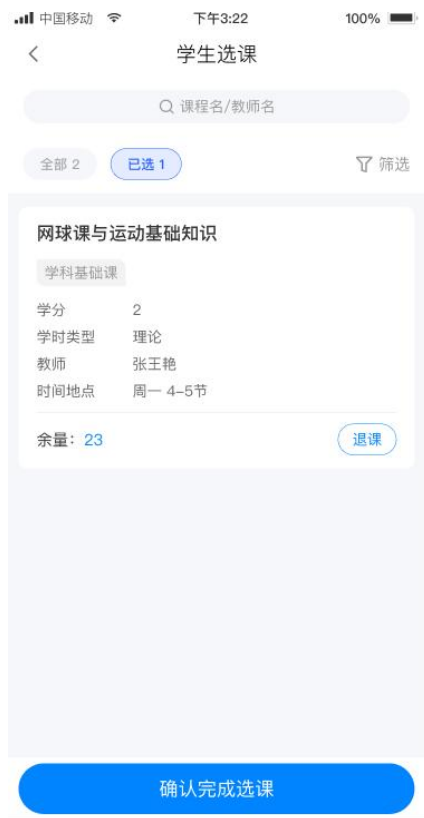 中国移动 下午3:22 100%
学生选课
课程名/教师名
全部 2 已选 1 筛选
网球课与运动基础知识
学科基础课
学分 2
学时类型 理论
教师 张王艳
时间地点 周一 4-5节
余量：23 退课
确认完成选课